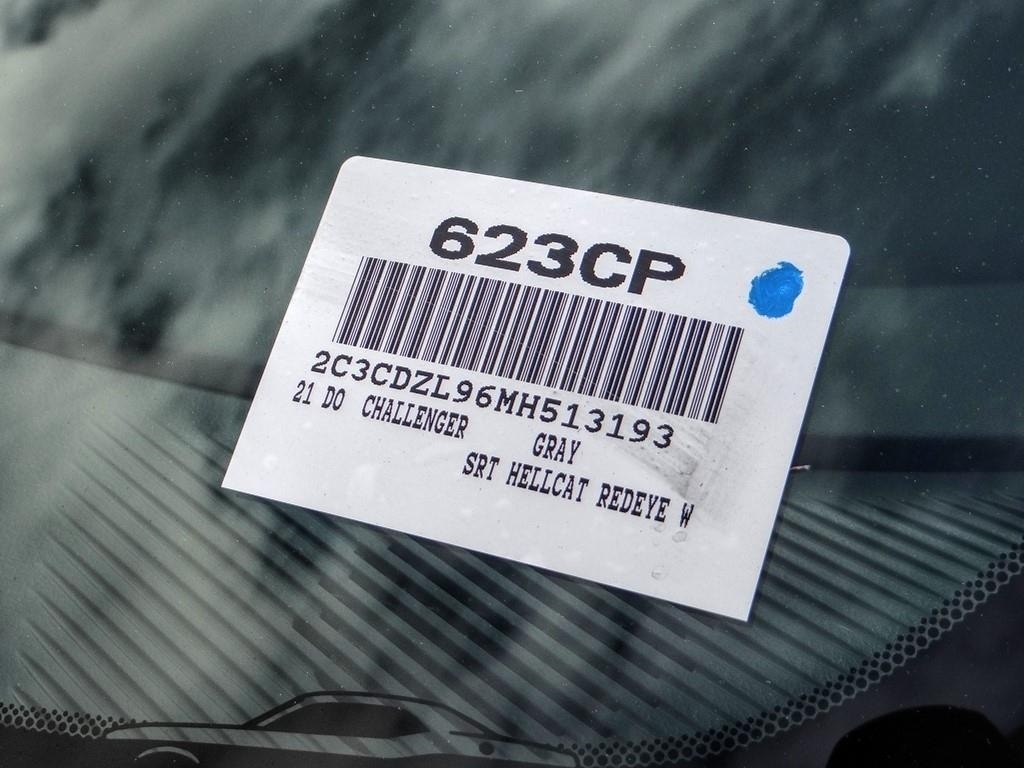 623CP
2C3CDZL96MH513193
21 DO CHALLENGER GRAY
SRT HELLCAT REDEYE W